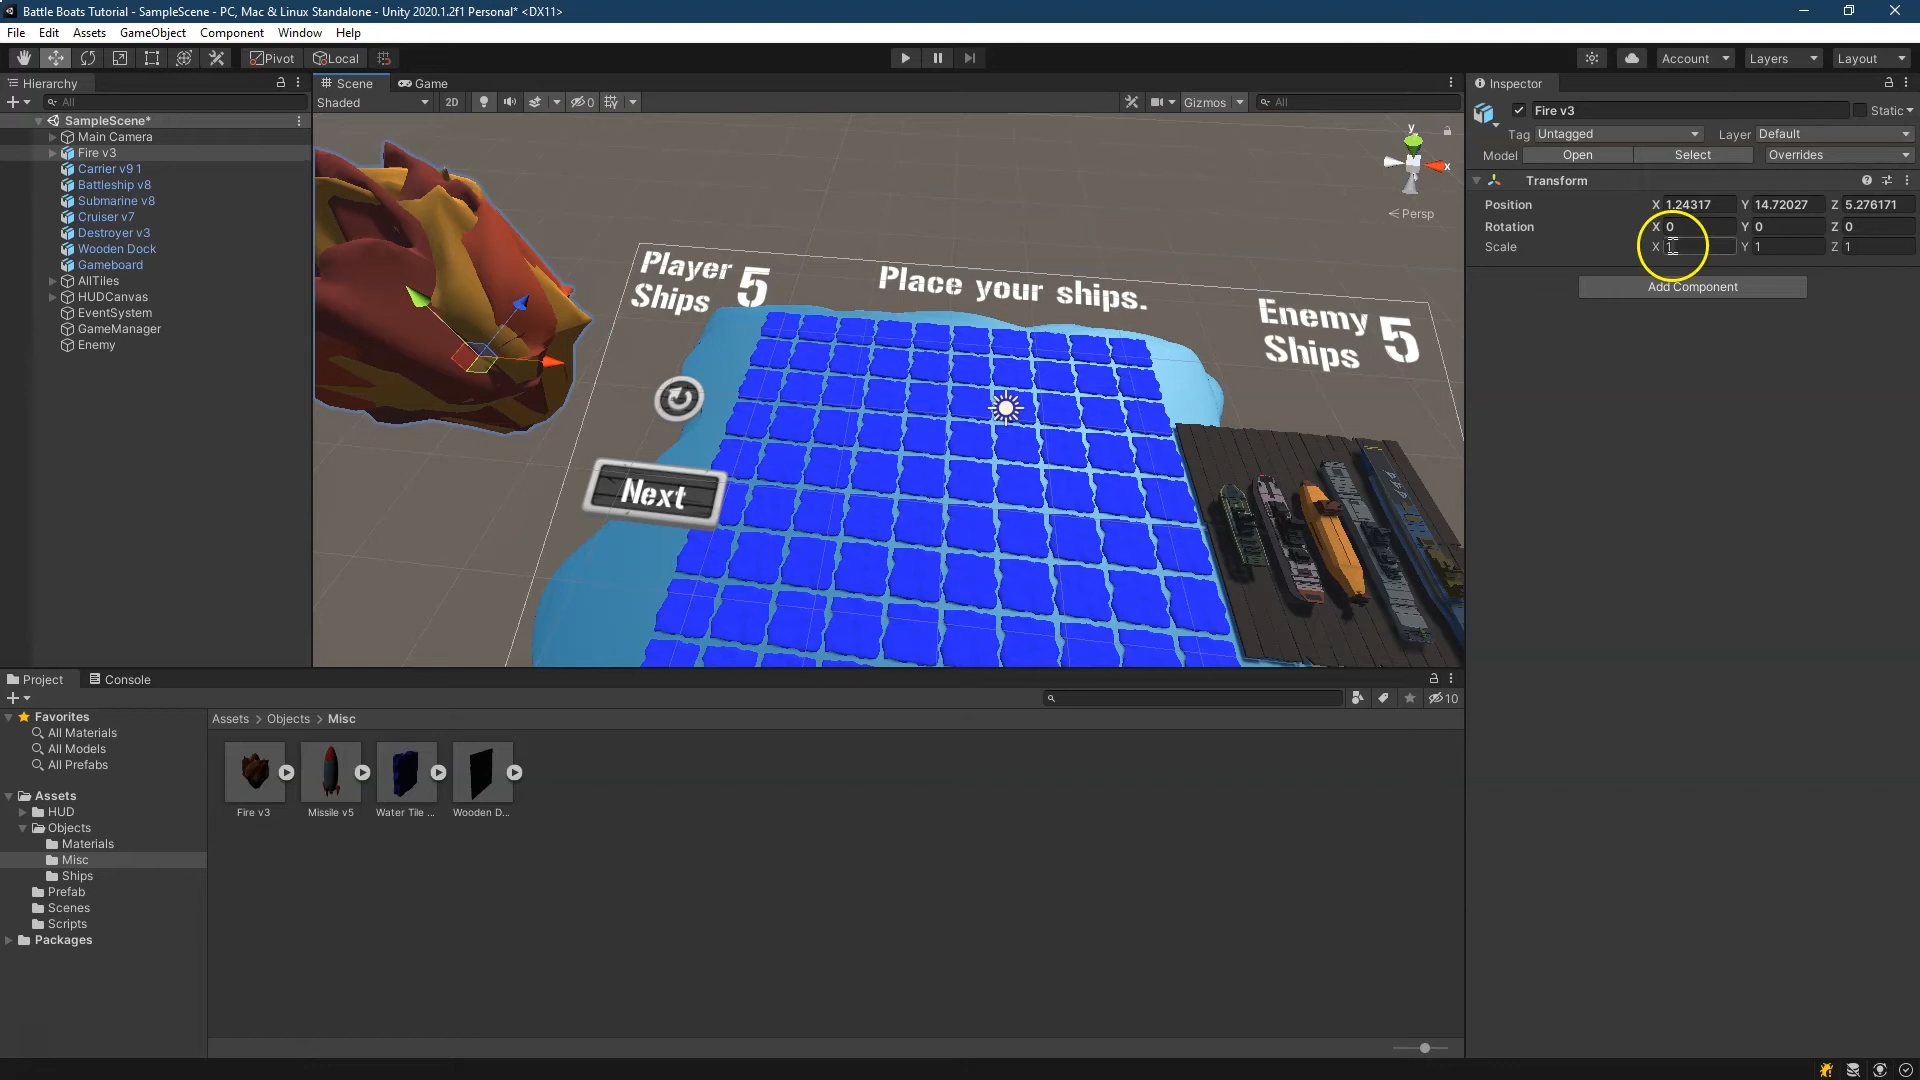 Battle Boats Tutorial - SampleScene - PC, Mac & Linux Standalone - Unity 2020.1.2f1 Personal* <DX11>
File Edit Assets GameObject Component Window Help
Pivot Local Account Layers Layout
Hierarchy
All
SampleScene*
Main Camera
Fire v3
Carrier v9 1
Battleship v8
Submarine v8
Cruiser v7
Destroyer v3
Wooden Dock
Gameboard
AllTiles
HUDCanvas
EventSystem
GameManager
Enemy
Scene Game
Shaded 2D 0 Gizmos All
y
x
Persp
Player
Ships 5
Place your ships.
Enemy
Ships 5
Next
Inspector
Fire v3 Static
Tag Untagged Layer Default
Model Open Select Overrides
Transform
Position X 1.24317 Y 14.72027 Z 5.276171
Rotation X 0 Y 0 Z 0
Scale X 1 Y 1 Z 1
Add Component
Project Console
10
Favorites
All Materials
All Models
All Prefabs
Assets
HUD
Objects
Materials
Misc
Ships
Prefab
Scenes
Scripts
Packages
Assets > Objects > Misc
Fire v3 Missile v5 Water Tile ... Wooden D...